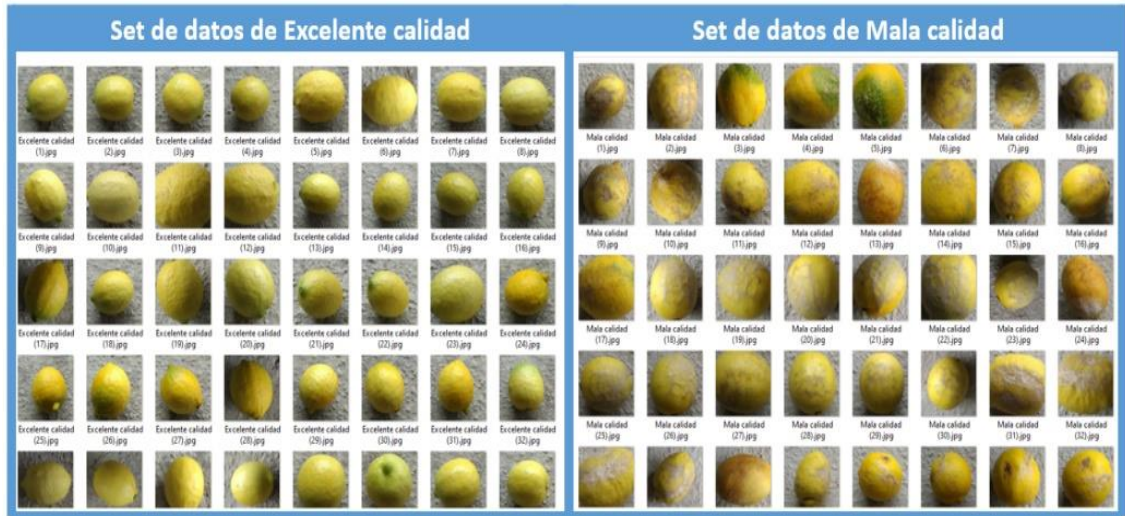 Set de datos de Excelente calidad
Excelente calidad (1).jpg
Excelente calidad (2).jpg
Excelente calidad (3).jpg
Excelente calidad (4).jpg
Excelente calidad (5).jpg
Excelente calidad (6).jpg
Excelente calidad (7).jpg
Excelente calidad (8).jpg
Excelente calidad (9).jpg
Excelente calidad (10).jpg
Excelente calidad (11).jpg
Excelente calidad (12).jpg
Excelente calidad (13).jpg
Excelente calidad (14).jpg
Excelente calidad (15).jpg
Excelente calidad (16).jpg
Excelente calidad (17).jpg
Excelente calidad (18).jpg
Excelente calidad (19).jpg
Excelente calidad (20).jpg
Excelente calidad (21).jpg
Excelente calidad (22).jpg
Excelente calidad (23).jpg
Excelente calidad (24).jpg
Excelente calidad (25).jpg
Excelente calidad (26).jpg
Excelente calidad (27).jpg
Excelente calidad (28).jpg
Excelente calidad (29).jpg
Excelente calidad (30).jpg
Excelente calidad (31).jpg
Excelente calidad (32).jpg
Set de datos de Mala calidad
Mala calidad (1).jpg
Mala calidad (2).jpg
Mala calidad (3).jpg
Mala calidad (4).jpg
Mala calidad (5).jpg
Mala calidad (6).jpg
Mala calidad (7).jpg
Mala calidad (8).jpg
Mala calidad (9).jpg
Mala calidad (10).jpg
Mala calidad (11).jpg
Mala calidad (12).jpg
Mala calidad (13).jpg
Mala calidad (14).jpg
Mala calidad (15).jpg
Mala calidad (16).jpg
Mala calidad (17).jpg
Mala calidad (18).jpg
Mala calidad (19).jpg
Mala calidad (20).jpg
Mala calidad (21).jpg
Mala calidad (22).jpg
Mala calidad (23).jpg
Mala calidad (24).jpg
Mala calidad (25).jpg
Mala calidad (26).jpg
Mala calidad (27).jpg
Mala calidad (28).jpg
Mala calidad (29).jpg
Mala calidad (30).jpg
Mala calidad (31).jpg
Mala calidad (32).jpg